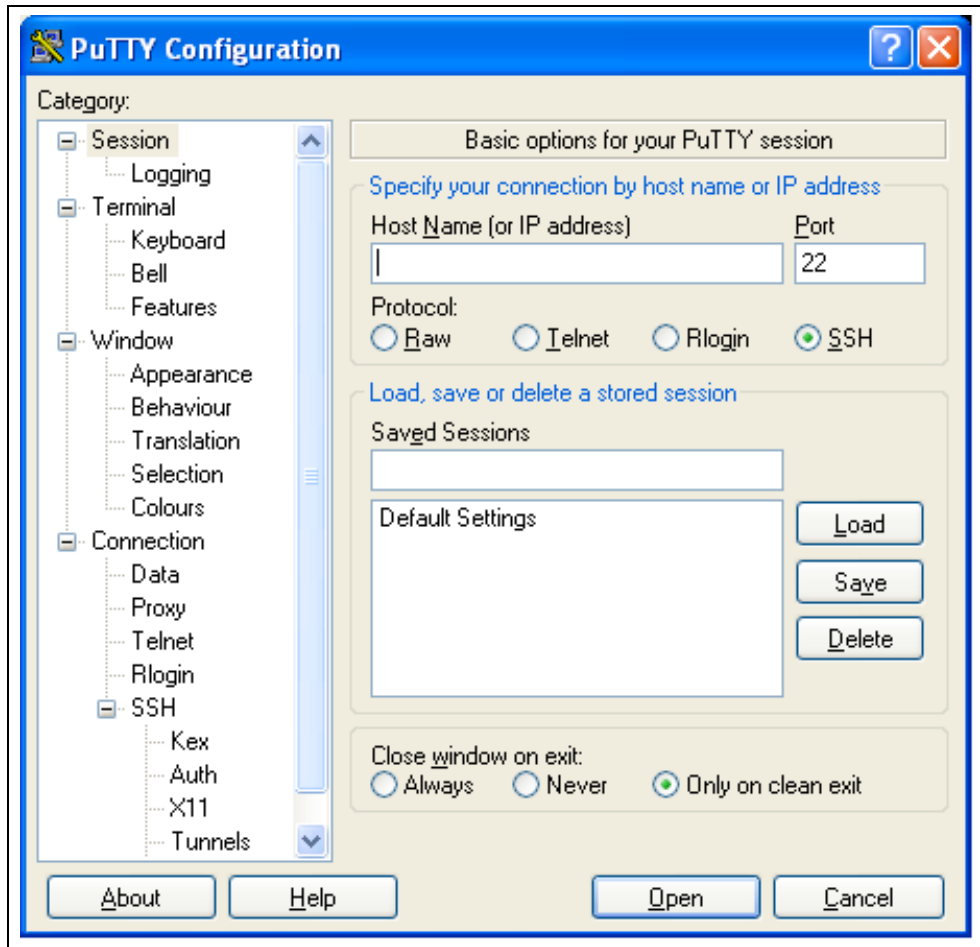 PuTTY Configuration
Category:
Session
Logging
Terminal
Keyboard
Bell
Features
Window
Appearance
Behaviour
Translation
Selection
Colours
Connection
Data
Proxy
Telnet
Rlogin
SSH
Kex
Auth
X11
Tunnels
Basic options for your PuTTY session
Specify your connection by host name or IP address
Host Name (or IP address) Port
22
Protocol:
Raw Telnet Rlogin SSH
Load, save or delete a stored session
Saved Sessions
Default Settings
Load
Save
Delete
Close window on exit:
Always Never Only on clean exit
About Help Open Cancel